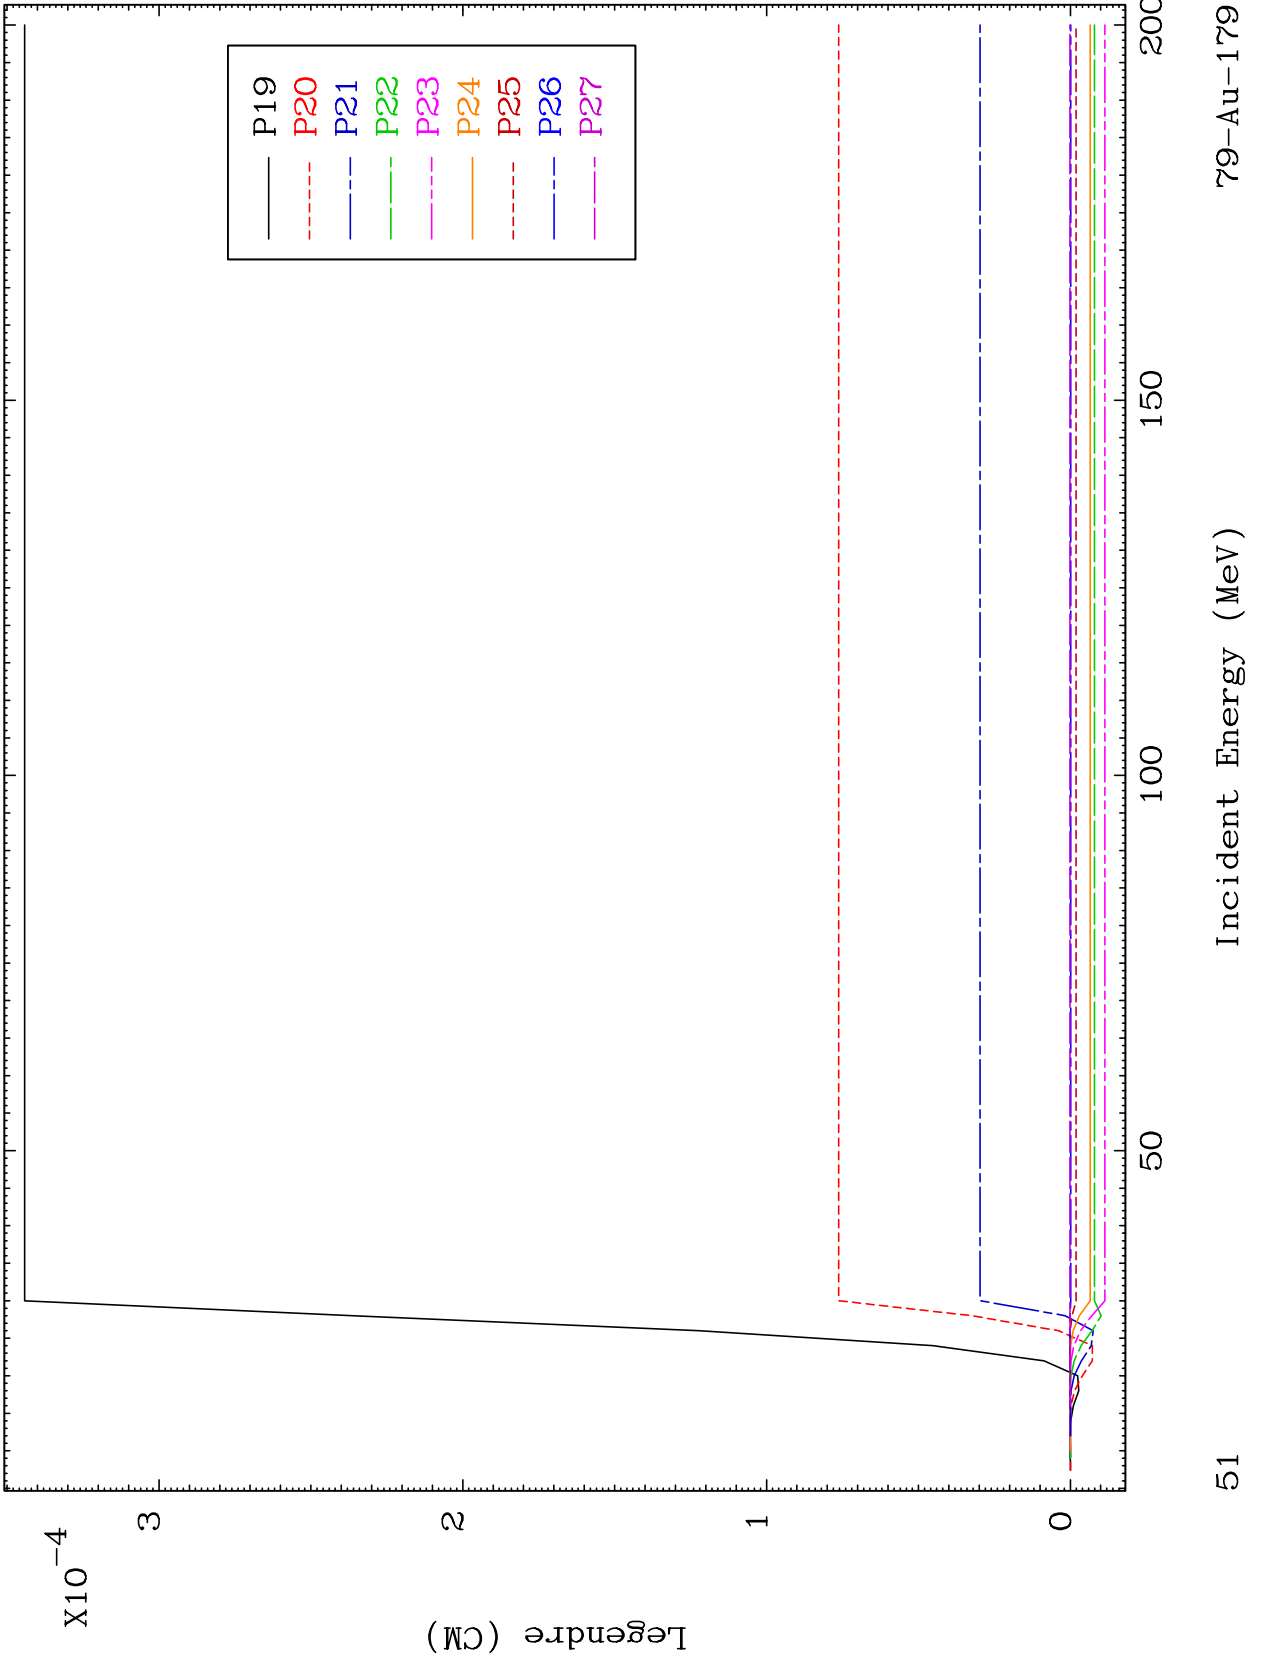 X10-4
3
2
1
0
Legendre (CM)
P19
P20
P21
P22
P23
P24
P25
P26
P27
50
100
150
200
Incident Energy (MeV)
51
79-Au-179